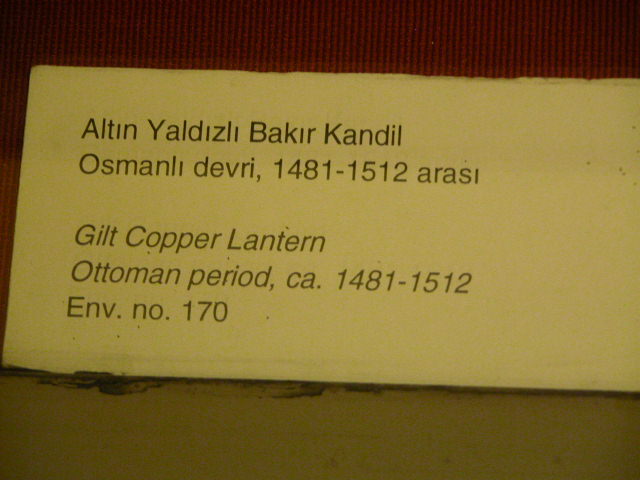 Altın Yaldızlı Bakır Kandil
Osmanlı devri, 1481-1512 arası
Gilt Copper Lantern
Ottoman period, ca. 1481-1512
Env. no. 170